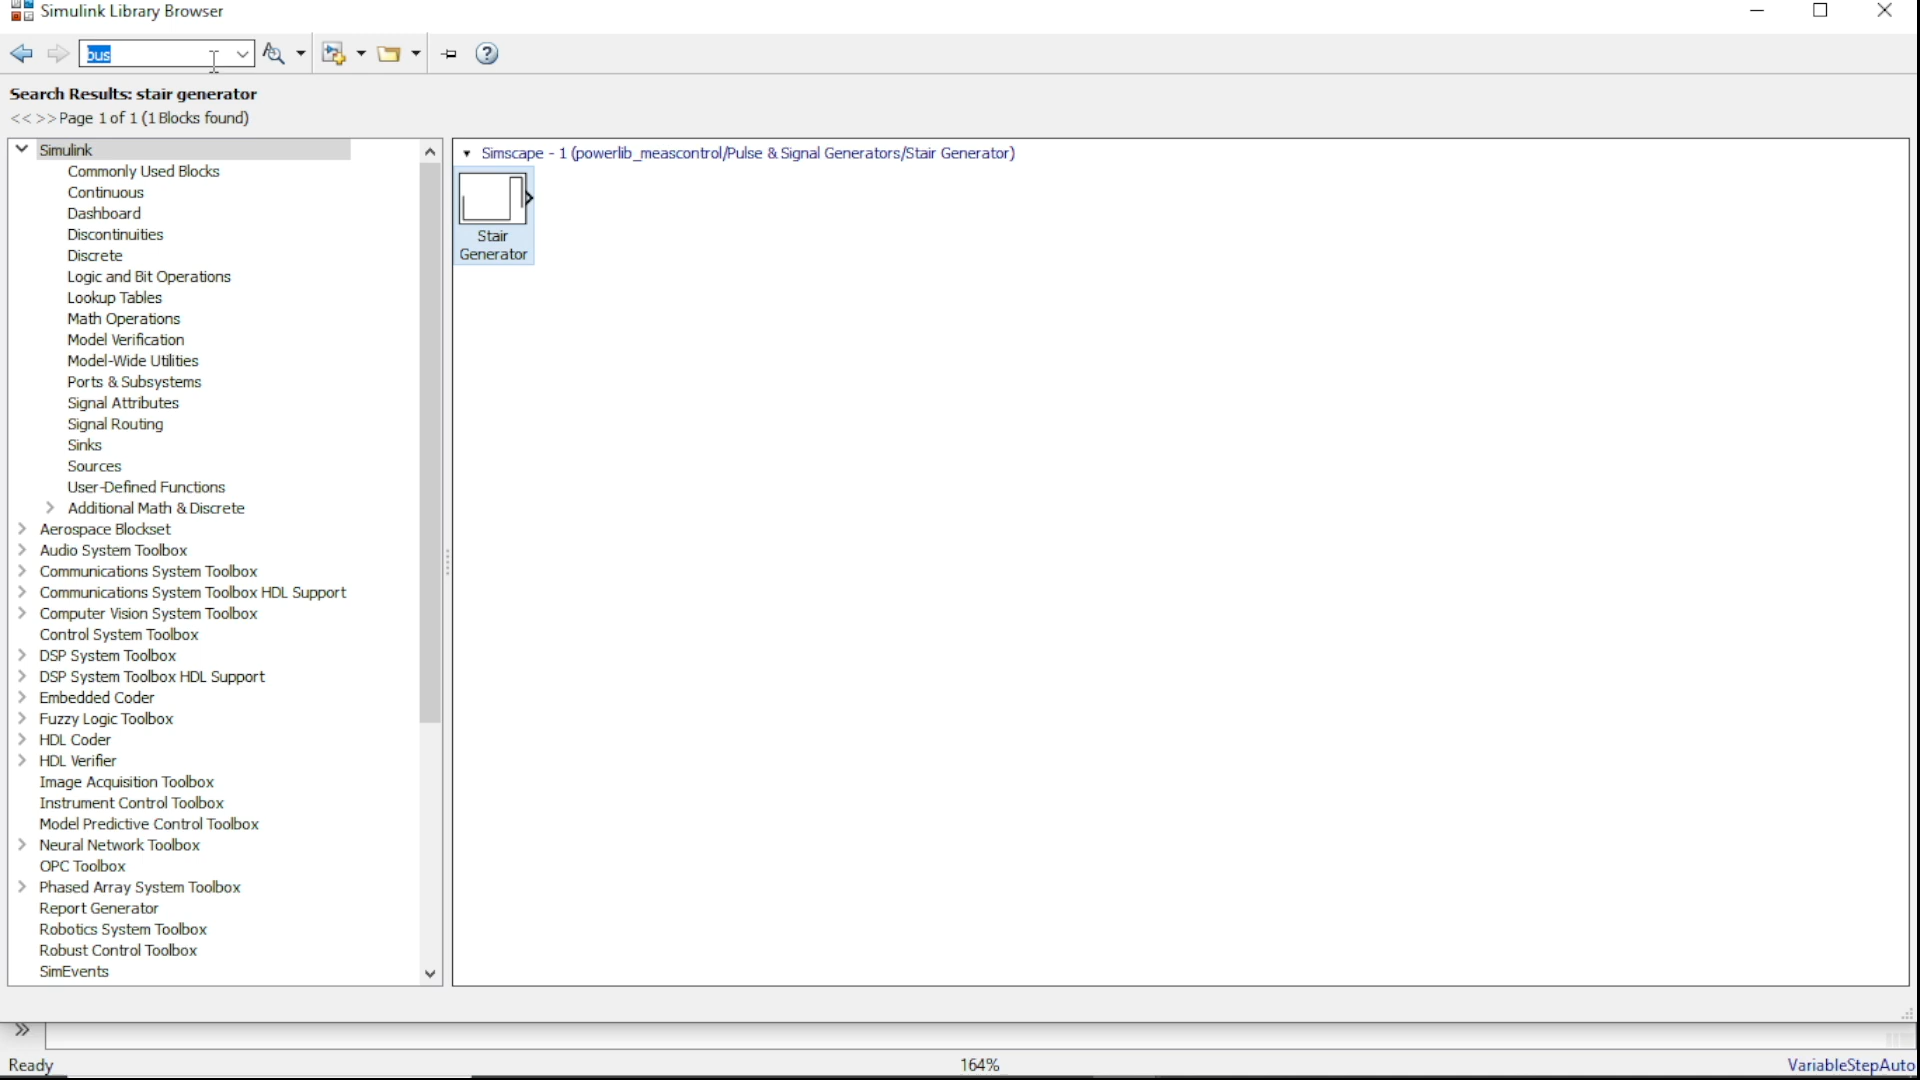 Simulink Library Browser
bus
Search Results: stair generator
<< >> Page 1 of 1 (1 Blocks found)
Simulink
Commonly Used Blocks
Continuous
Dashboard
Discontinuities
Discrete
Logic and Bit Operations
Lookup Tables
Math Operations
Model Verification
Model-Wide Utilities
Ports & Subsystems
Signal Attributes
Signal Routing
Sinks
Sources
User-Defined Functions
Additional Math & Discrete
Aerospace Blockset
Audio System Toolbox
Communications System Toolbox
Communications System Toolbox HDL Support
Computer Vision System Toolbox
Control System Toolbox
DSP System Toolbox
DSP System Toolbox HDL Support
Embedded Coder
Fuzzy Logic Toolbox
HDL Coder
HDL Verifier
Image Acquisition Toolbox
Instrument Control Toolbox
Model Predictive Control Toolbox
Neural Network Toolbox
OPC Toolbox
Phased Array System Toolbox
Report Generator
Robotics System Toolbox
Robust Control Toolbox
SimEvents
Simscape - 1 (powerlib_meascontrol/Pulse & Signal Generators/Stair Generator)
Stair
Generator
Ready
164%
VariableStepAuto